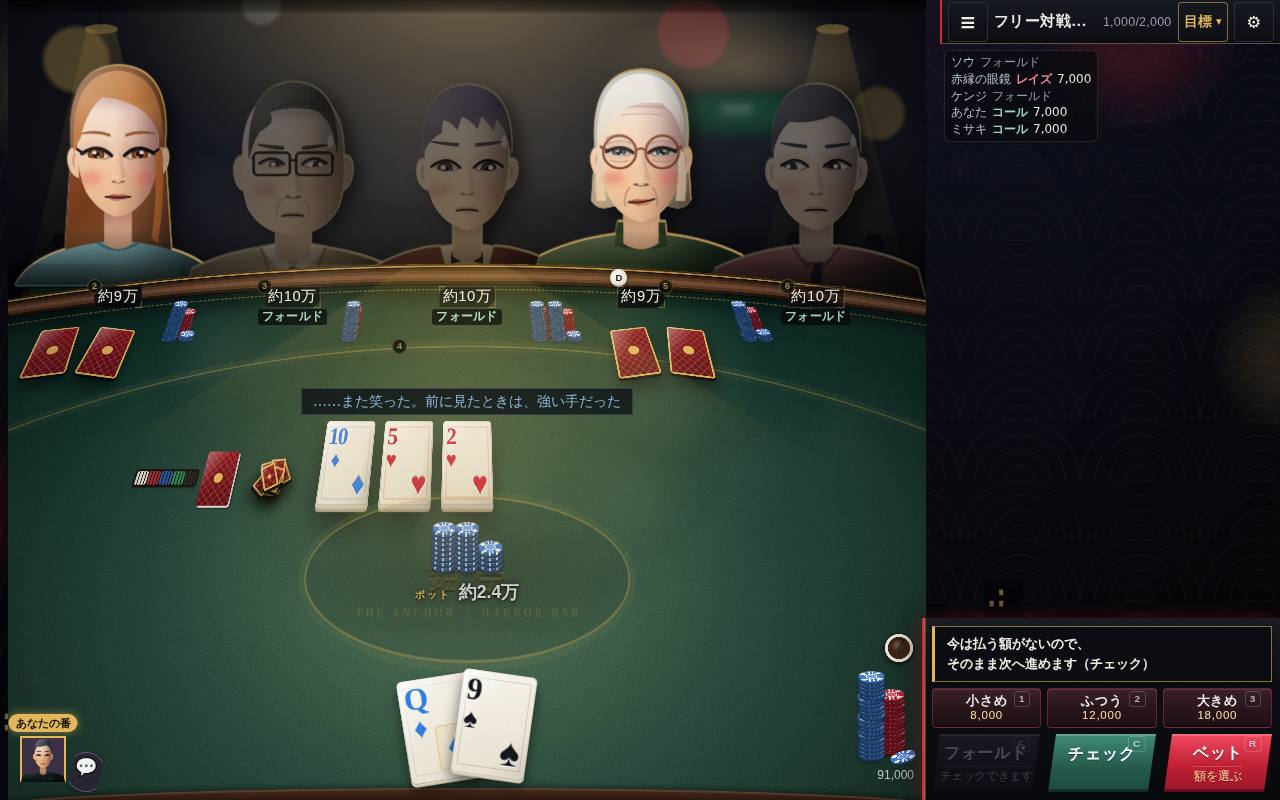 フリー対戦… 1,000/2,000 目標▼
ソウ フォールド
赤縁の眼鏡 レイズ 7,000
ケンジ フォールド
あなた コール 7,000
ミサキ コール 7,000
D
2 3 5 6
約9万 約10万 約10万 約9万 約10万
フォールド フォールド フォールド
4
……また笑った。前に見たときは、強い手だった
10 5 2
ポット 約2.4万
THE ANCHOR · HARBOR BAR
Q 9
あなたの番
91,000
今は払う額がないので、
そのまま次へ進めます（チェック）
小さめ 1 ふつう 2 大きめ 3
8,000 12,000 18,000
フォールド F チェック C ベット R
チェックできます 額を選ぶ